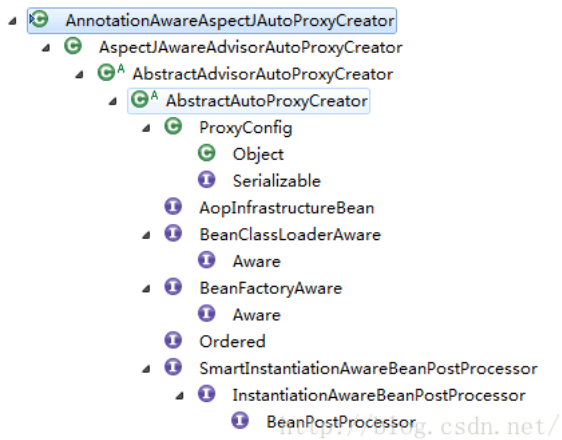 AnnotationAwareAspectJAutoProxyCreator
AspectJAwareAdvisorAutoProxyCreator
AbstractAdvisorAutoProxyCreator
AbstractAutoProxyCreator
ProxyConfig
Object
Serializable
AopInfrastructureBean
BeanClassLoaderAware
Aware
BeanFactoryAware
Aware
Ordered
SmartInstantiationAwareBeanPostProcessor
InstantiationAwareBeanPostProcessor
BeanPostProcessor
http://blog.csdn.net/